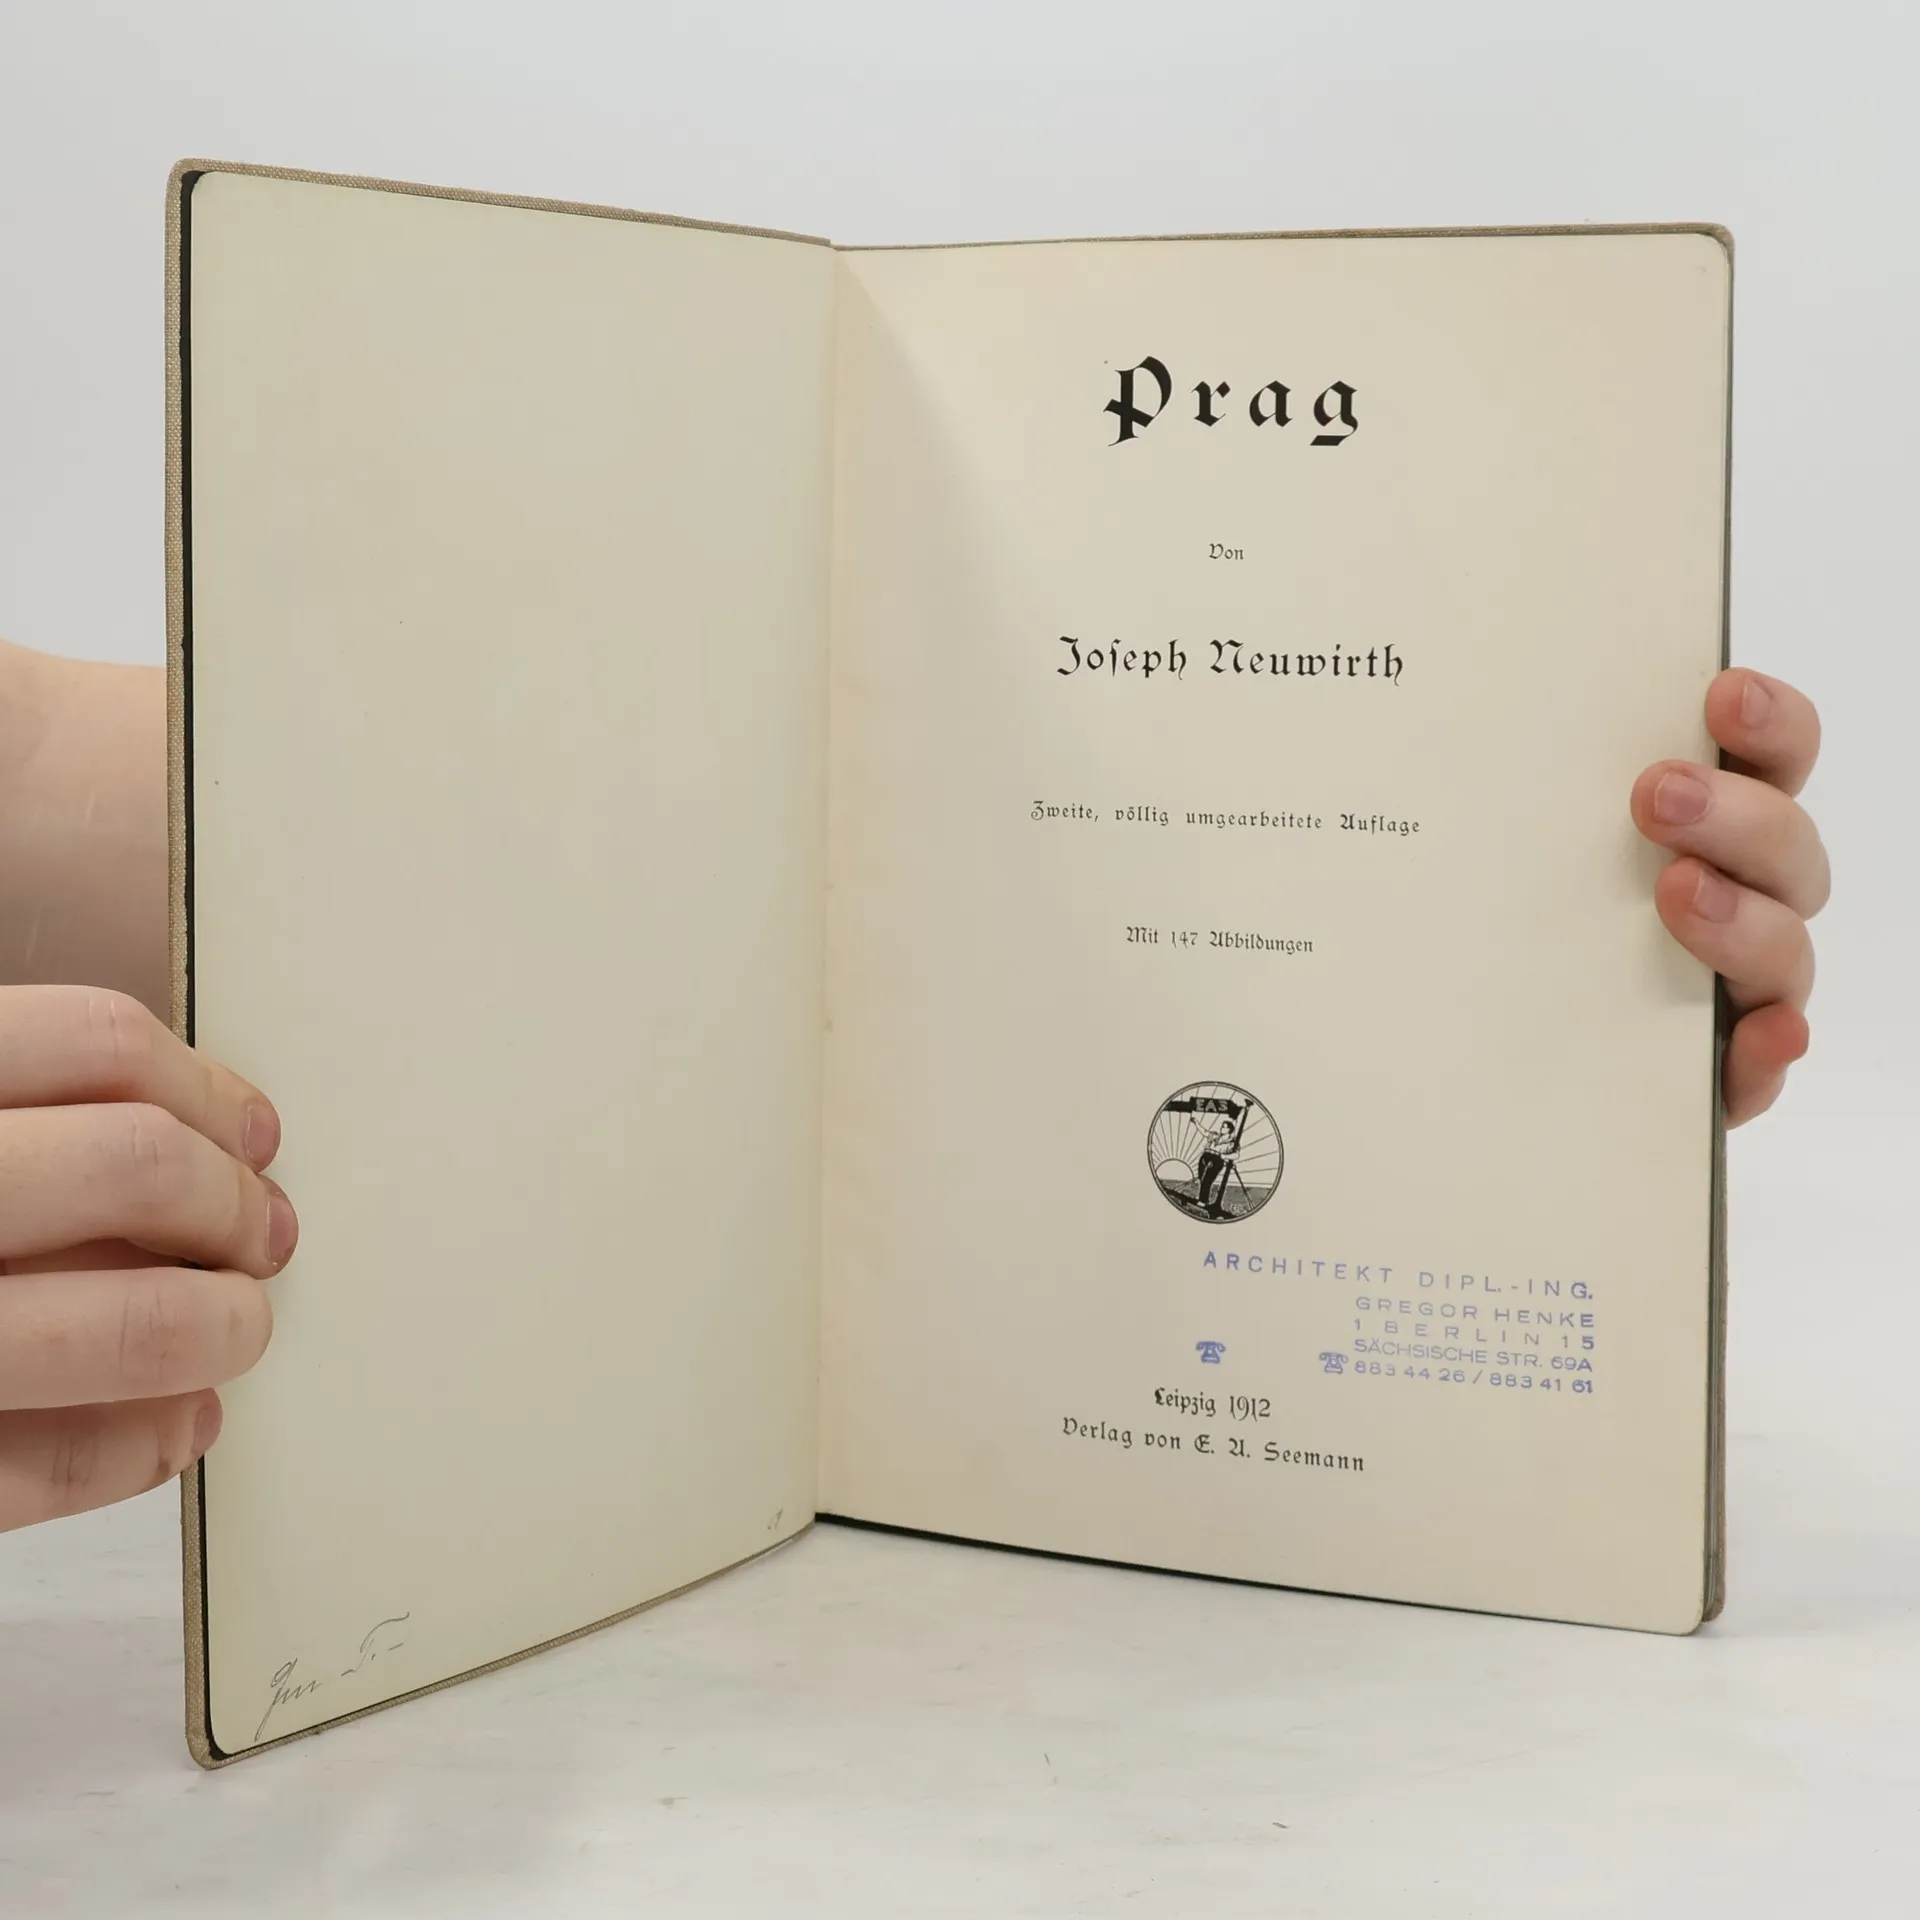 Prag
Von
Joseph Neuwirth
Zweite, völlig umgearbeitete Auflage
Mit 147 Abbildungen
EAS
ARCHITEKT DIPL.-ING.
GREGOR HENKE
1 BERLIN 15
SÄCHSISCHE STR. 69A
883 44 26 / 883 41 61
Leipzig 1912
Verlag von E. A. Seemann